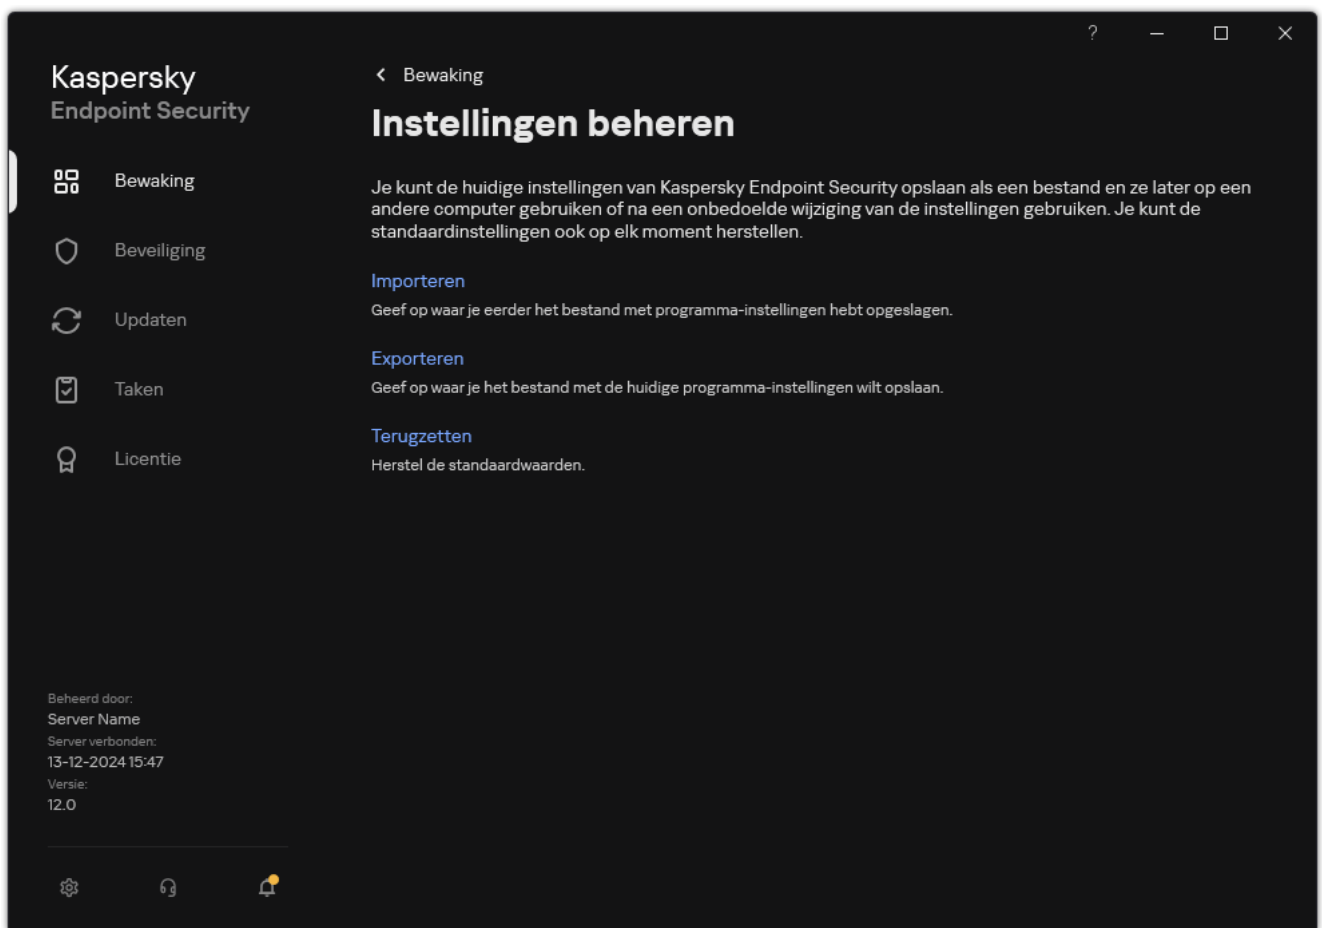 ?
Kaspersky
Endpoint Security
Bewaking
Beveiliging
Updaten
Taken
Licentie
Beheerd door:
Server Name
Server verbonden:
13-12-2024 15:47
Versie:
12.0
Bewaking
Instellingen beheren
Je kunt de huidige instellingen van Kaspersky Endpoint Security opslaan als een bestand en ze later op een
andere computer gebruiken of na een onbedoelde wijziging van de instellingen gebruiken. Je kunt de
standaardinstellingen ook op elk moment herstellen.
Importeren
Geef op waar je eerder het bestand met programma-instellingen hebt opgeslagen.
Exporteren
Geef op waar je het bestand met de huidige programma-instellingen wilt opslaan.
Terugzetten
Herstel de standaardwaarden.